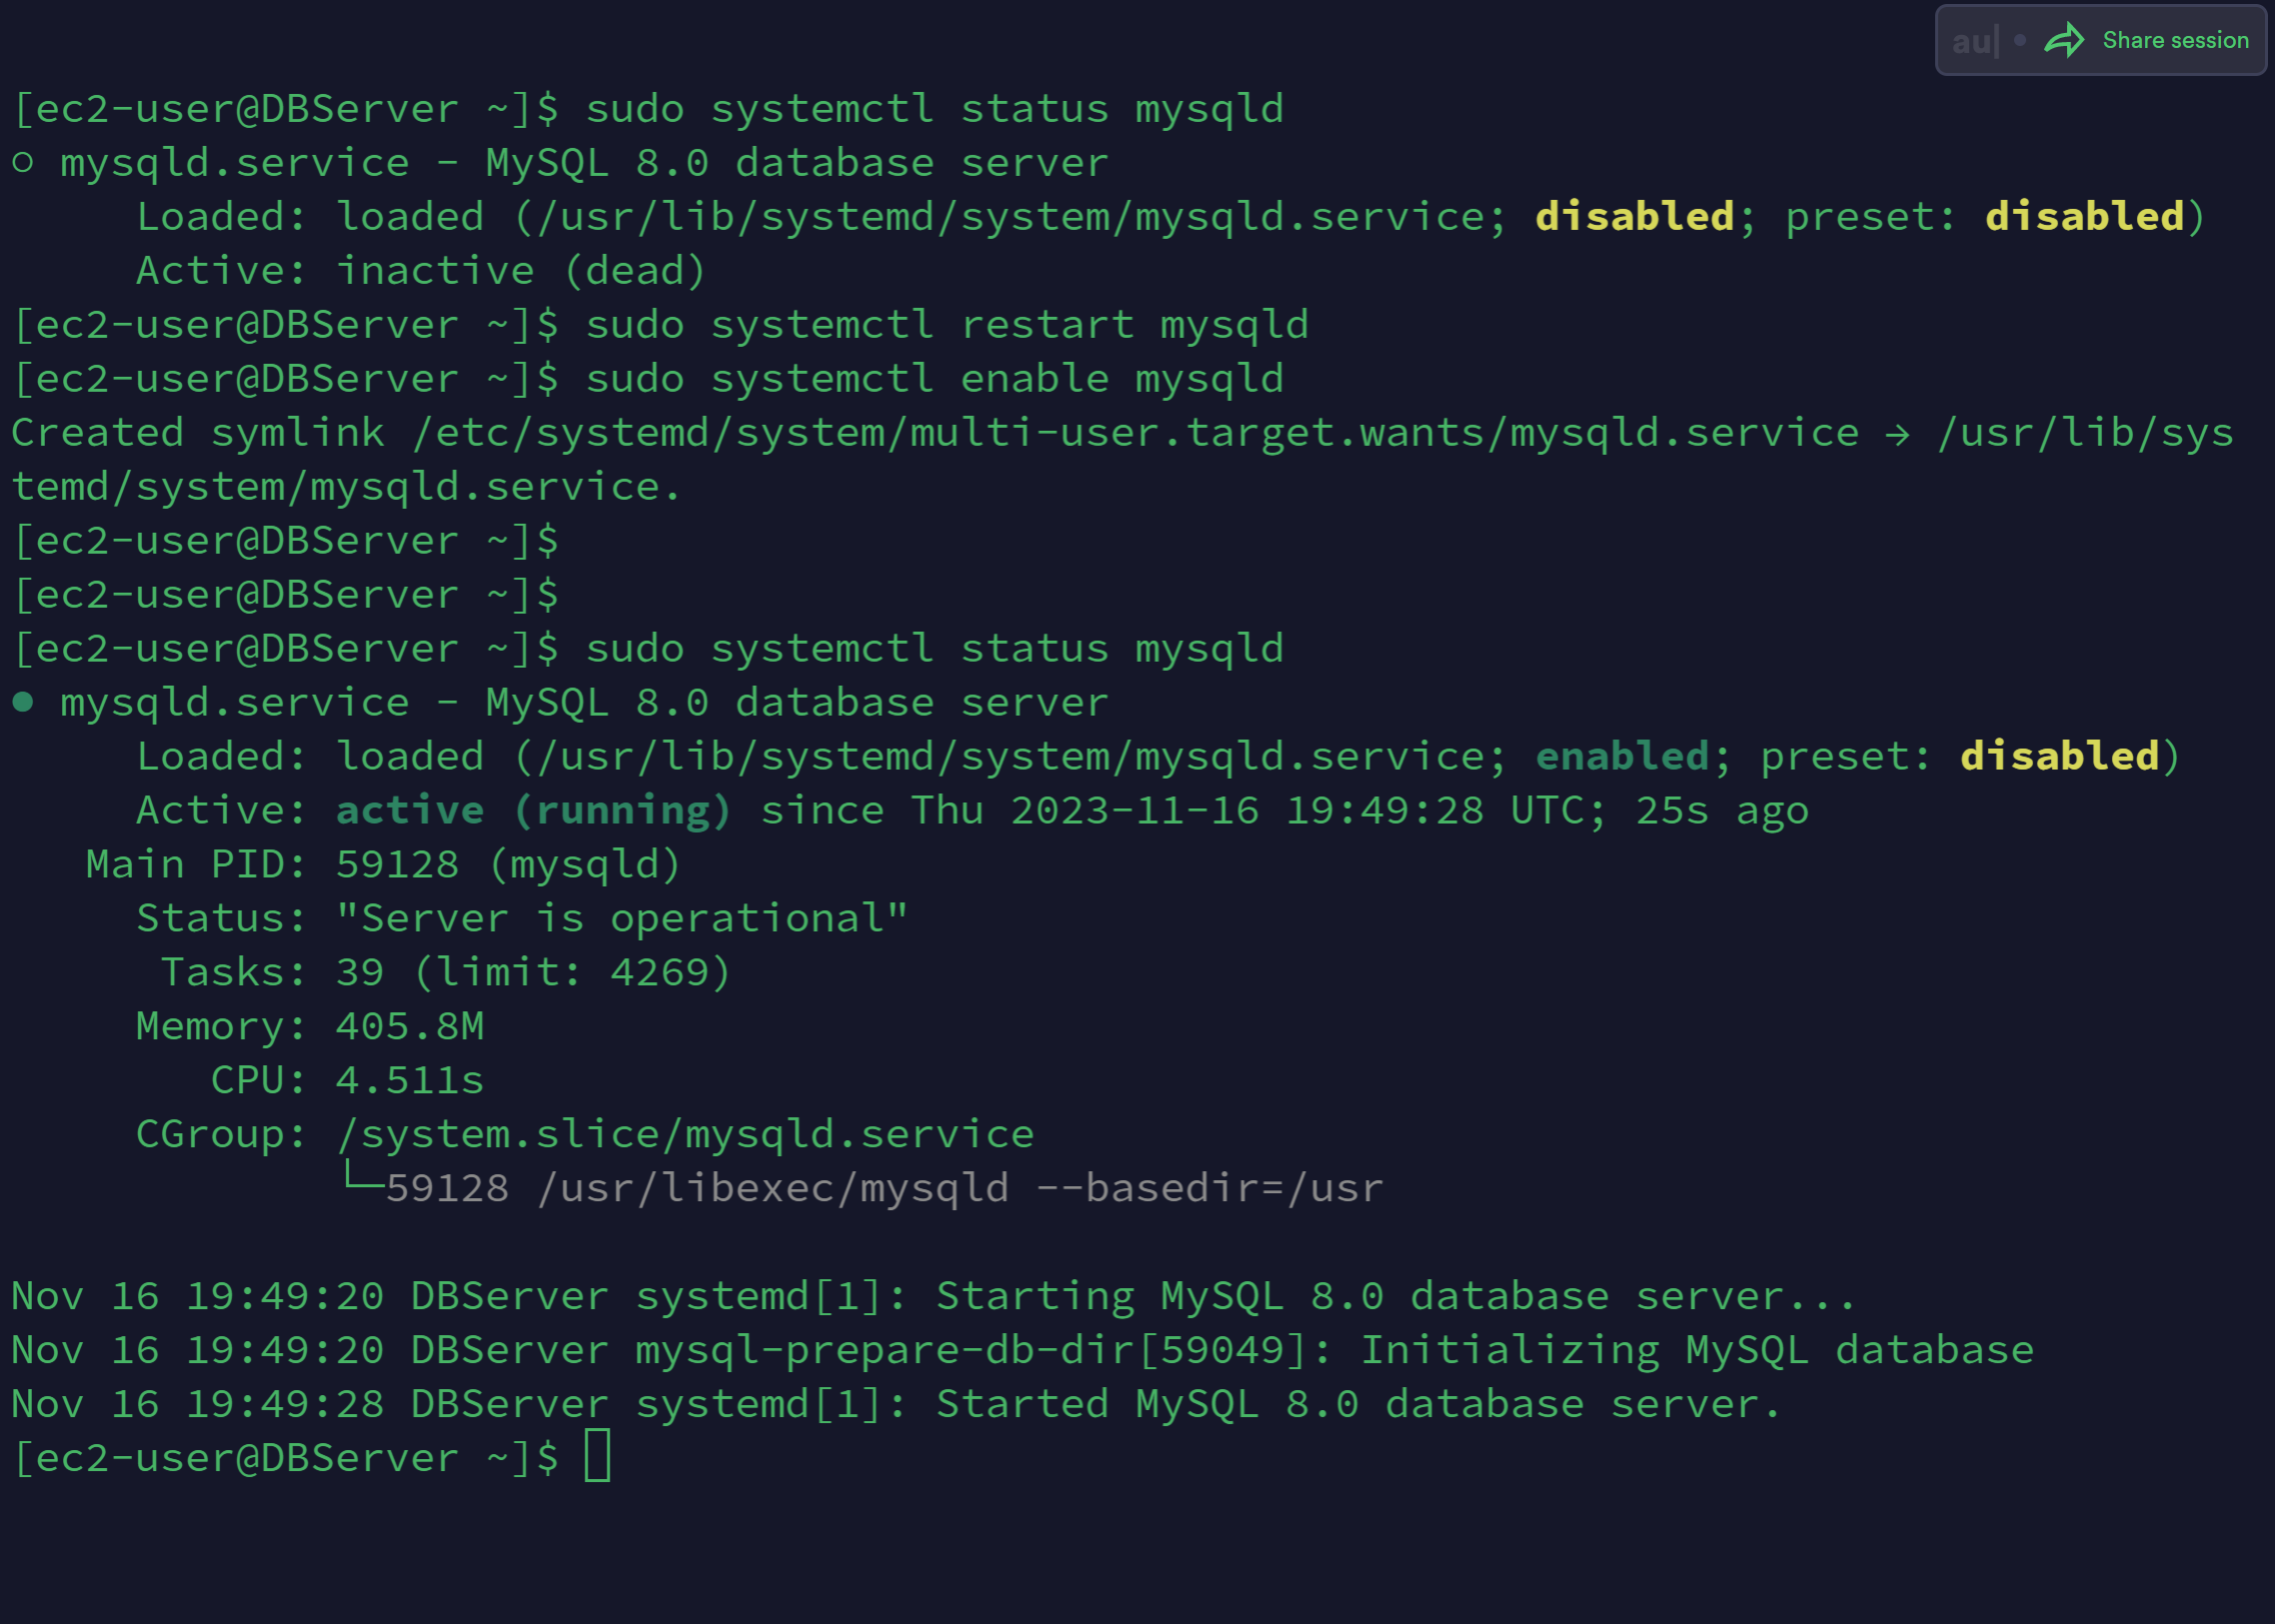 au| • Share session
[ec2-user@DBServer ~]$ sudo systemctl status mysqld
○ mysqld.service - MySQL 8.0 database server
     Loaded: loaded (/usr/lib/systemd/system/mysqld.service; disabled; preset: disabled)
     Active: inactive (dead)
[ec2-user@DBServer ~]$ sudo systemctl restart mysqld
[ec2-user@DBServer ~]$ sudo systemctl enable mysqld
Created symlink /etc/systemd/system/multi-user.target.wants/mysqld.service → /usr/lib/sys
temd/system/mysqld.service.
[ec2-user@DBServer ~]$
[ec2-user@DBServer ~]$
[ec2-user@DBServer ~]$ sudo systemctl status mysqld
● mysqld.service - MySQL 8.0 database server
     Loaded: loaded (/usr/lib/systemd/system/mysqld.service; enabled; preset: disabled)
     Active: active (running) since Thu 2023-11-16 19:49:28 UTC; 25s ago
   Main PID: 59128 (mysqld)
     Status: "Server is operational"
      Tasks: 39 (limit: 4269)
     Memory: 405.8M
        CPU: 4.511s
     CGroup: /system.slice/mysqld.service
             └─59128 /usr/libexec/mysqld --basedir=/usr

Nov 16 19:49:20 DBServer systemd[1]: Starting MySQL 8.0 database server...
Nov 16 19:49:20 DBServer mysql-prepare-db-dir[59049]: Initializing MySQL database
Nov 16 19:49:28 DBServer systemd[1]: Started MySQL 8.0 database server.
[ec2-user@DBServer ~]$